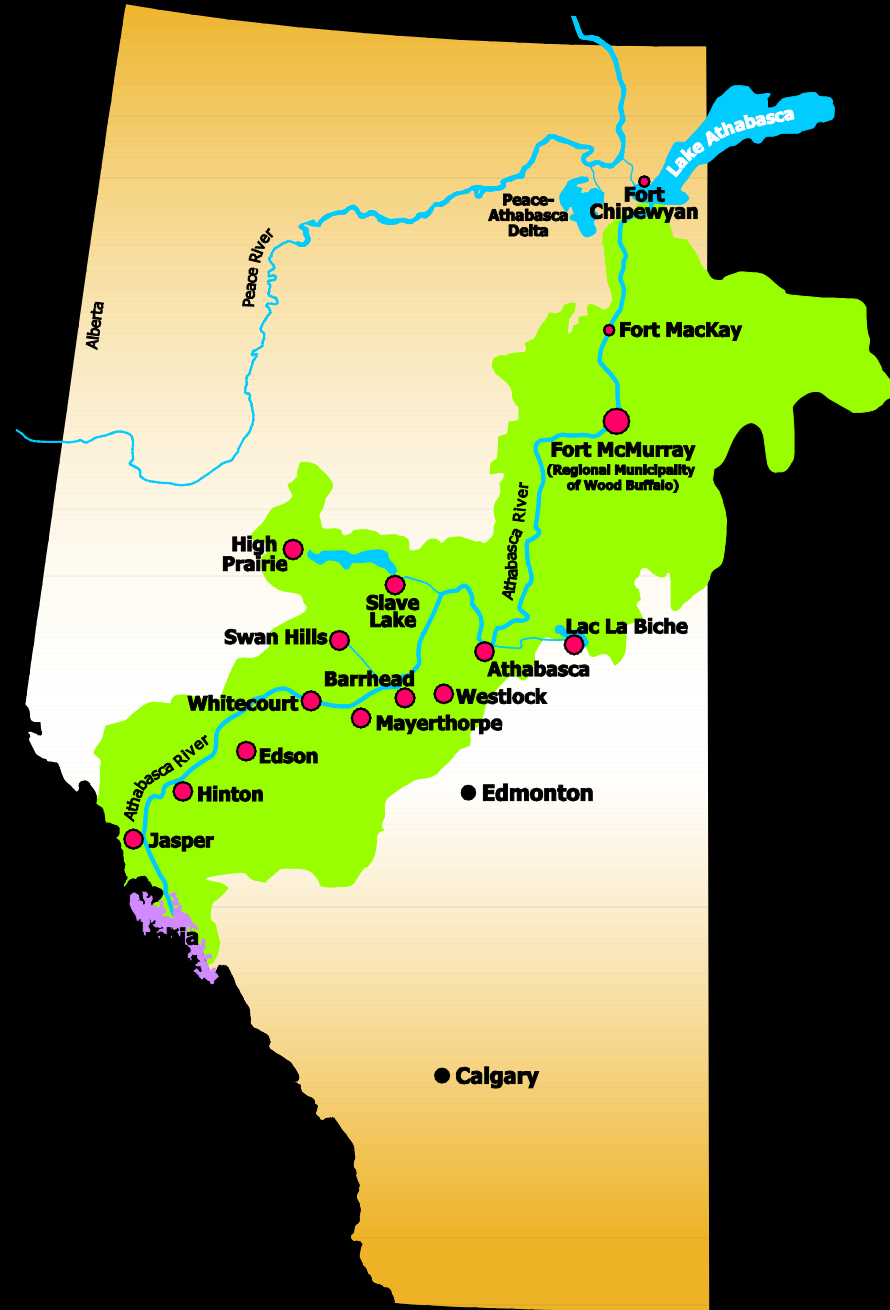 Lake Athabasca
Fort
Chipewyan
Peace-
Athabasca
Delta
Peace River
Alberta
Fort MacKay
Fort McMurray
(Regional Municipality
of Wood Buffalo)
Athabasca River
High
Prairie
Slave
Lake
Swan Hills
Lac La Biche
Athabasca
Barrhead
Westlock
Whitecourt
Mayerthorpe
Athabasca River
Edson
Hinton
Edmonton
Jasper
Calgary